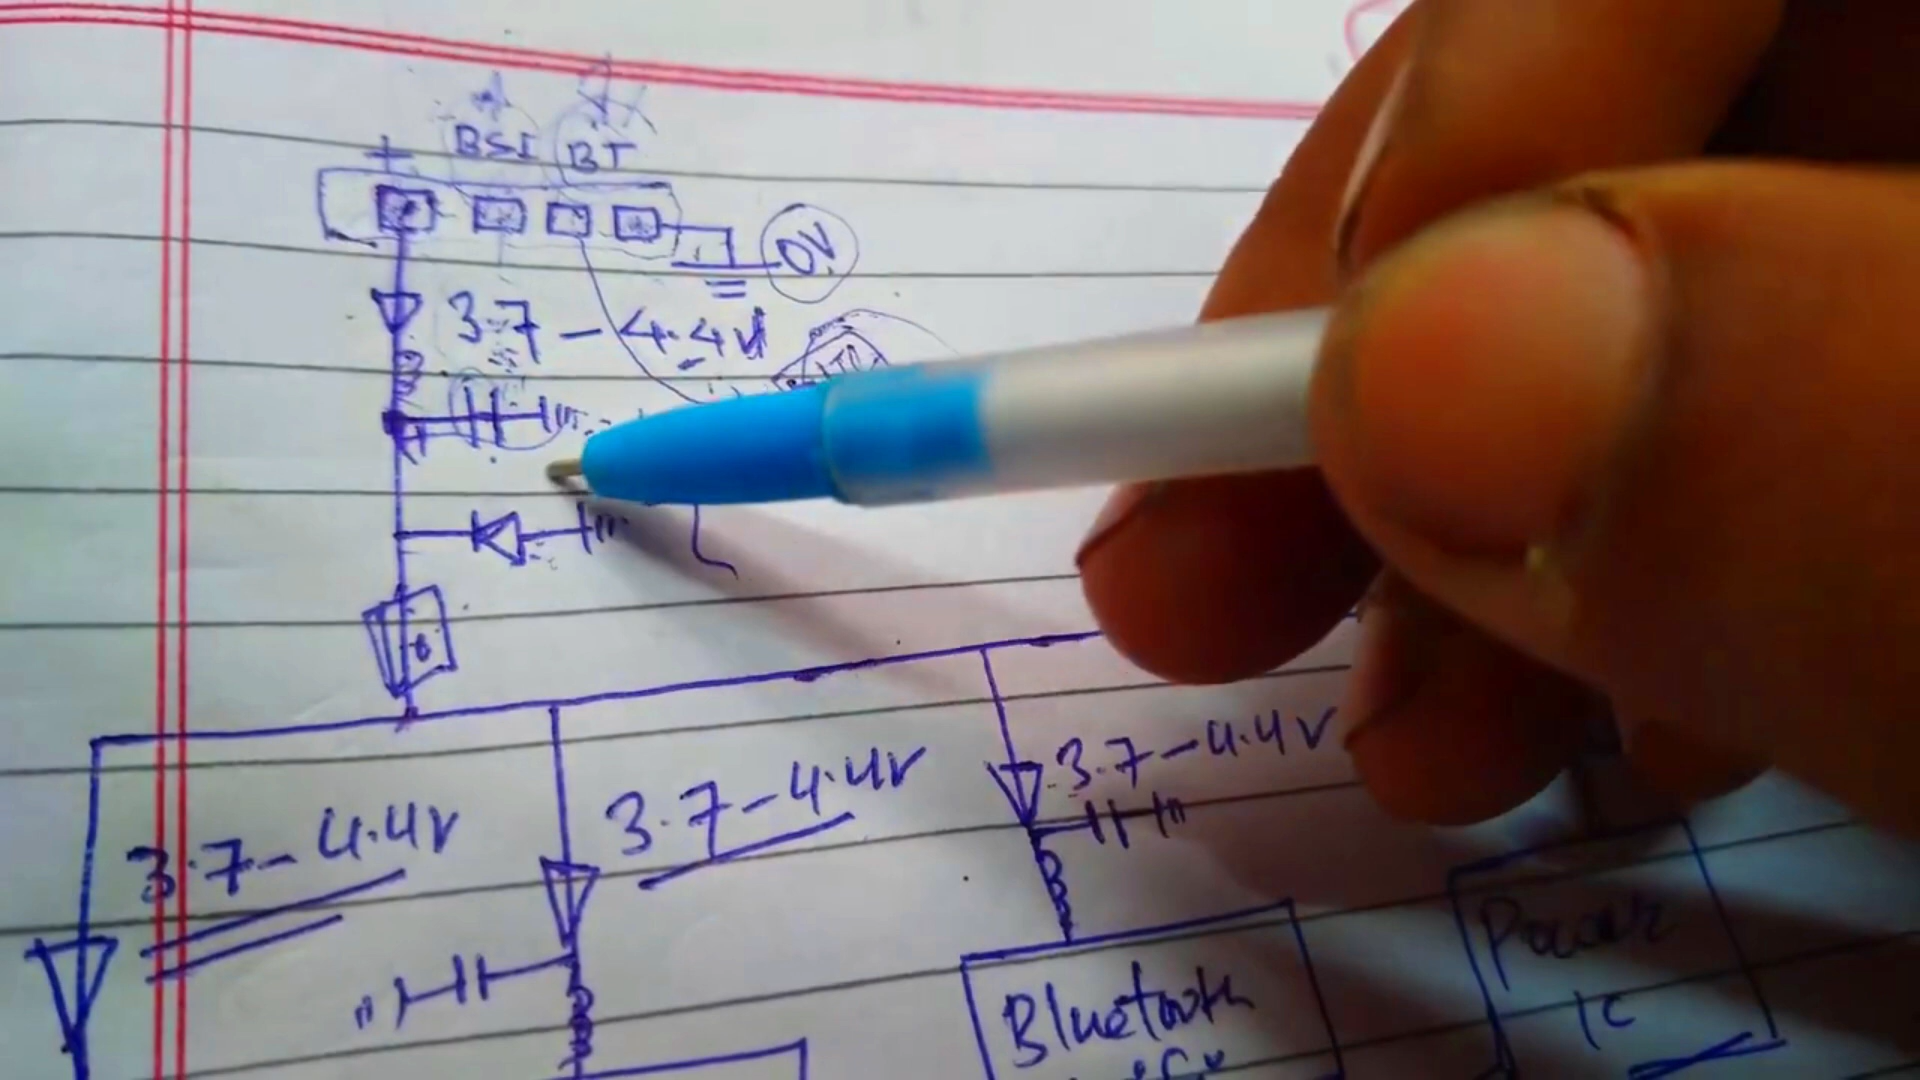 + BSI BT
0V
3.7 - 4.4V
3.7 - 4.4V
3.7 - 4.4V
3.7 - 4.4V
Bluetooth
Power
IC